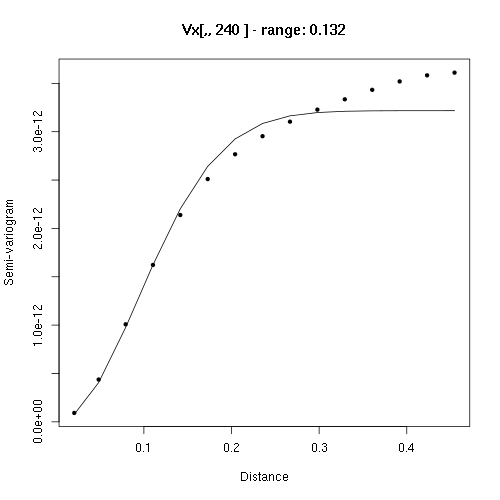 Vx[,, 240 ] - range: 0.132
Semi-variogram
3.0e-12
2.0e-12
1.0e-12
0.0e+00
0.1 0.2 0.3 0.4
Distance